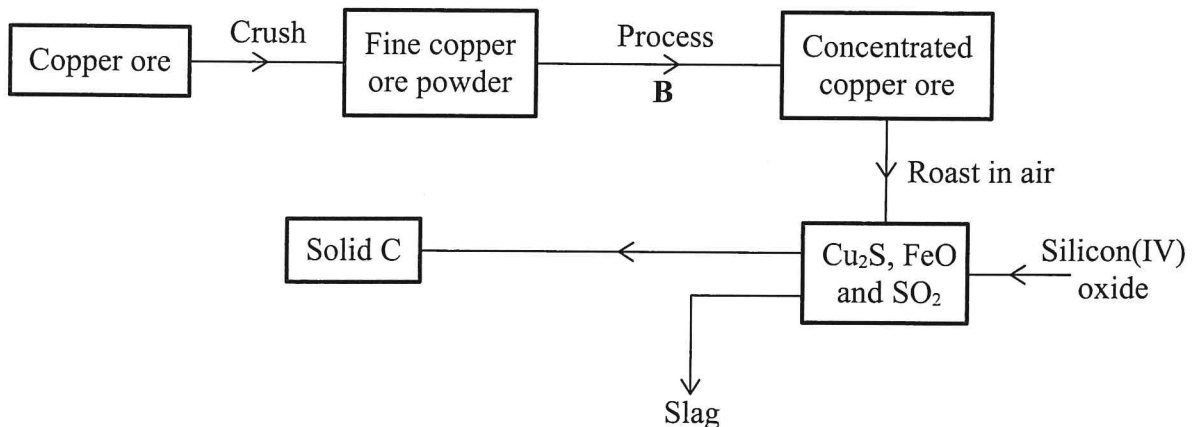 Copper ore
Crush
Fine copper
ore powder
Process
B
Concentrated
copper ore
Roast in air
Solid C
Cu₂S, FeO
and SO₂
Silicon(IV)
oxide
Slag